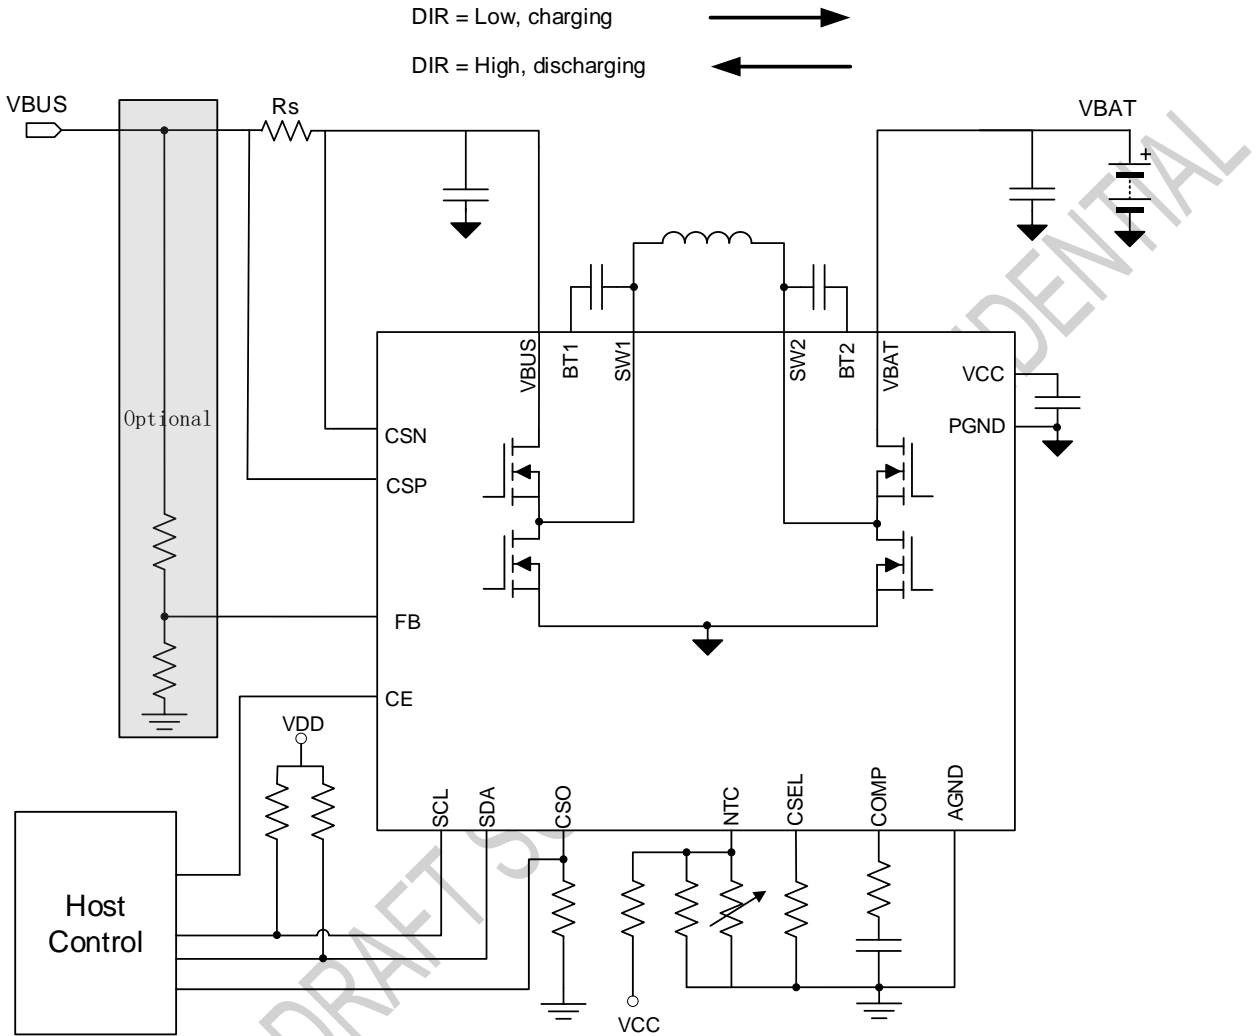 DIR = Low, charging
DIR = High, discharging
VBUS
Rs
VBAT
+
VBUS
BT1
SW1
SW2
BT2
VBAT
VCC
PGND
Optional
CSN
CSP
FB
CE
VDD
SCL
SDA
CSO
NTC
CSEL
COMP
AGND
Host
Control
VCC
DRAFT